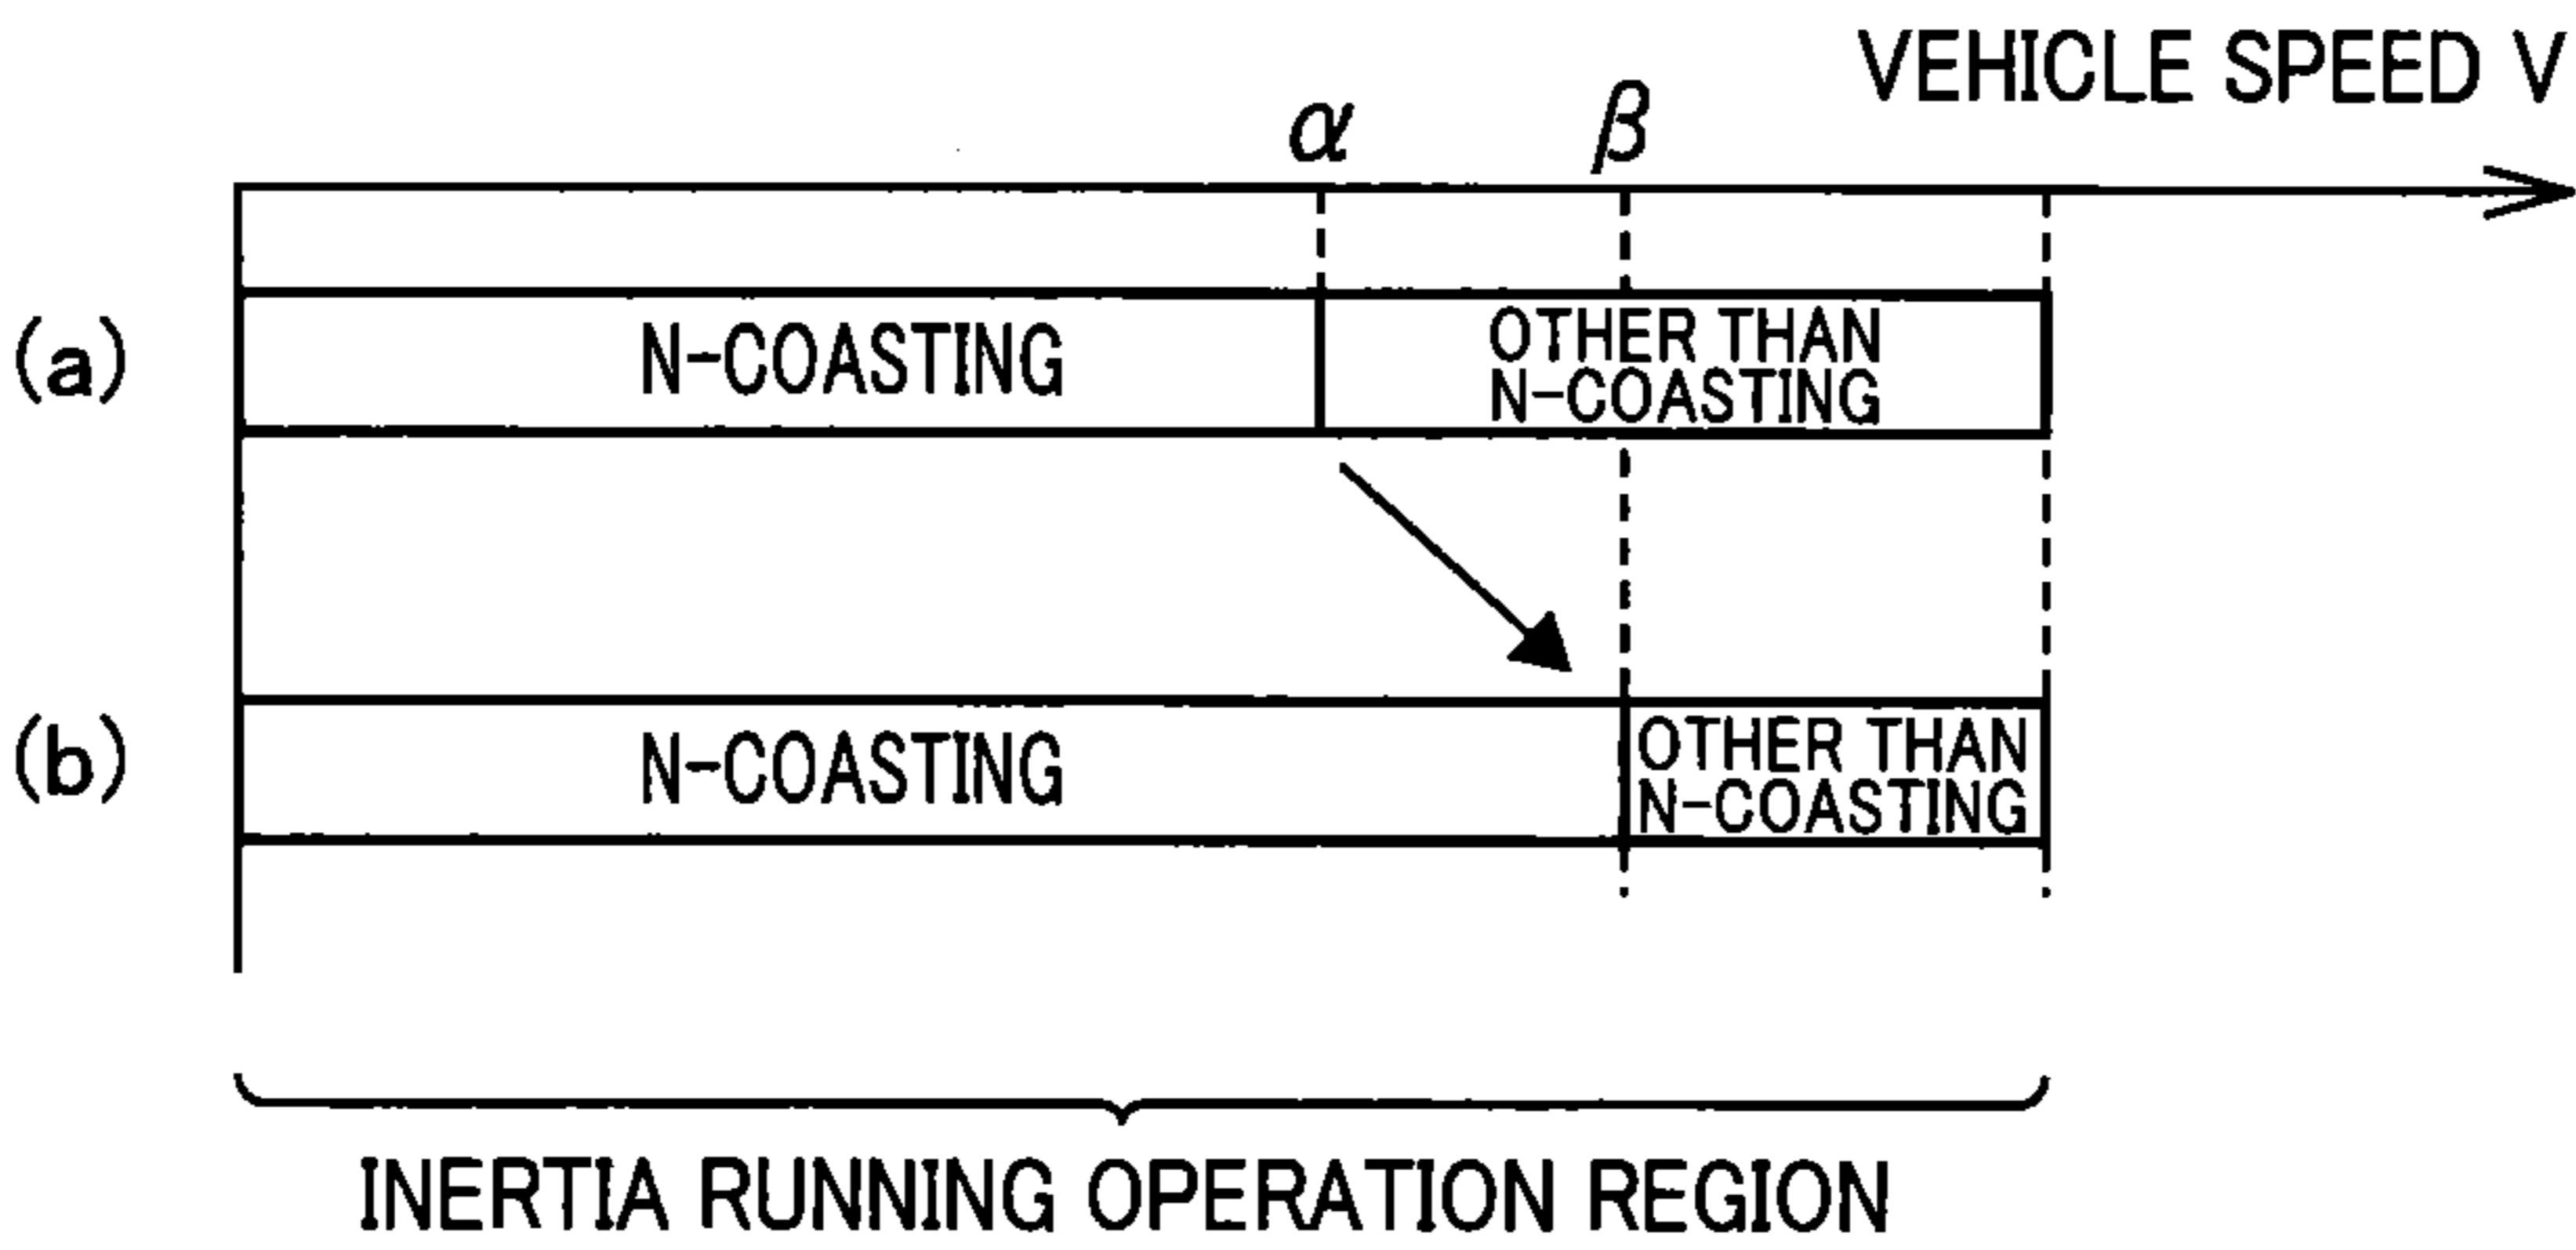 VEHICLE SPEED V
α
β
(a)
N-COASTING
OTHER THAN
N-COASTING
(b)
N-COASTING
OTHER THAN
N-COASTING
INERTIA RUNNING OPERATION REGION